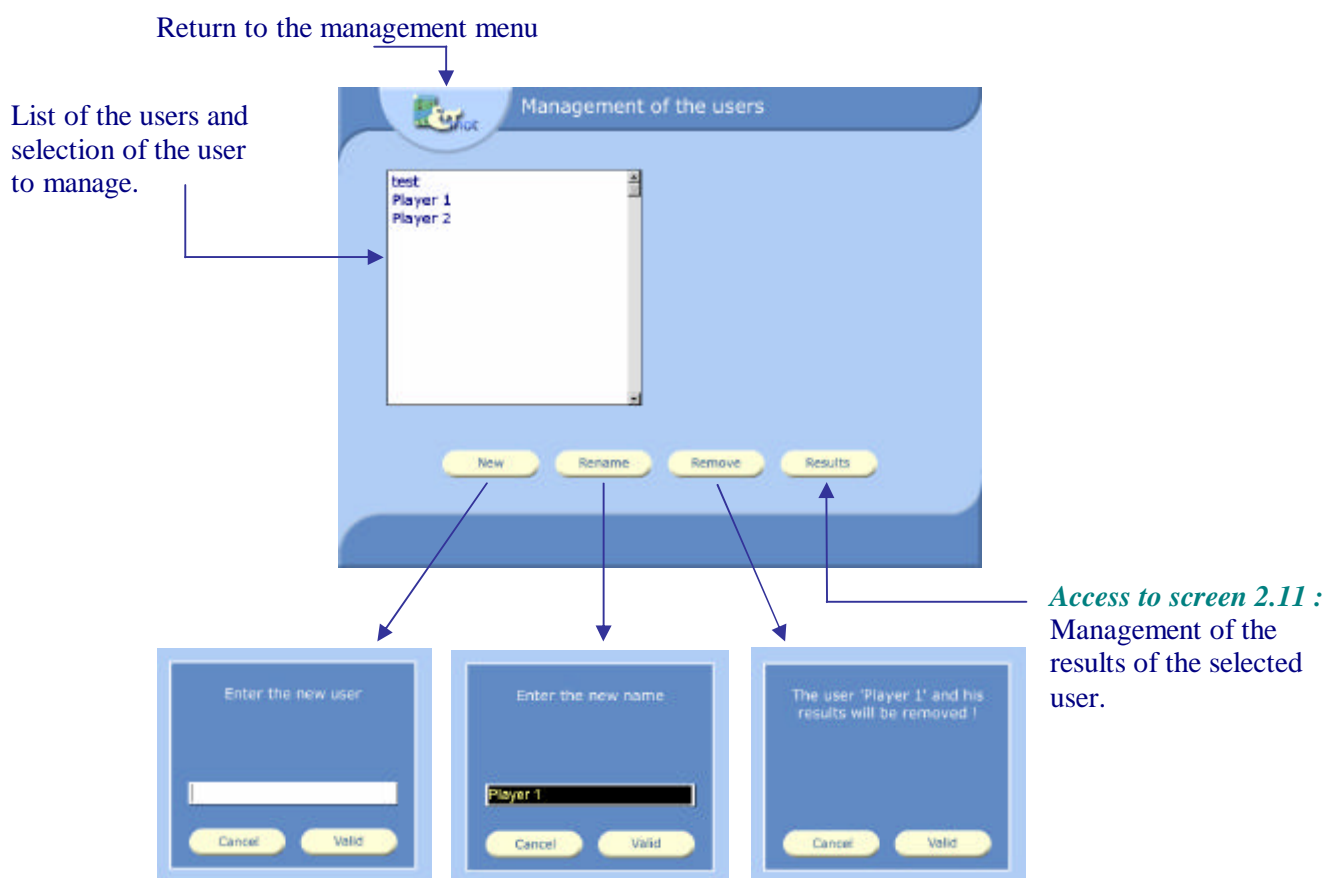 Return to the management menu
List of the users and
selection of the user
to manage.
Management of the users
test
Player 1
Player 2
New
Rename
Remove
Results
Access to screen 2.11 :
Management of the
results of the selected
user.
Enter the new user
Cancel
Valid
Enter the new name
Player 1
Cancel
Valid
The user 'Player 1' and his
results will be removed !
Cancel
Valid